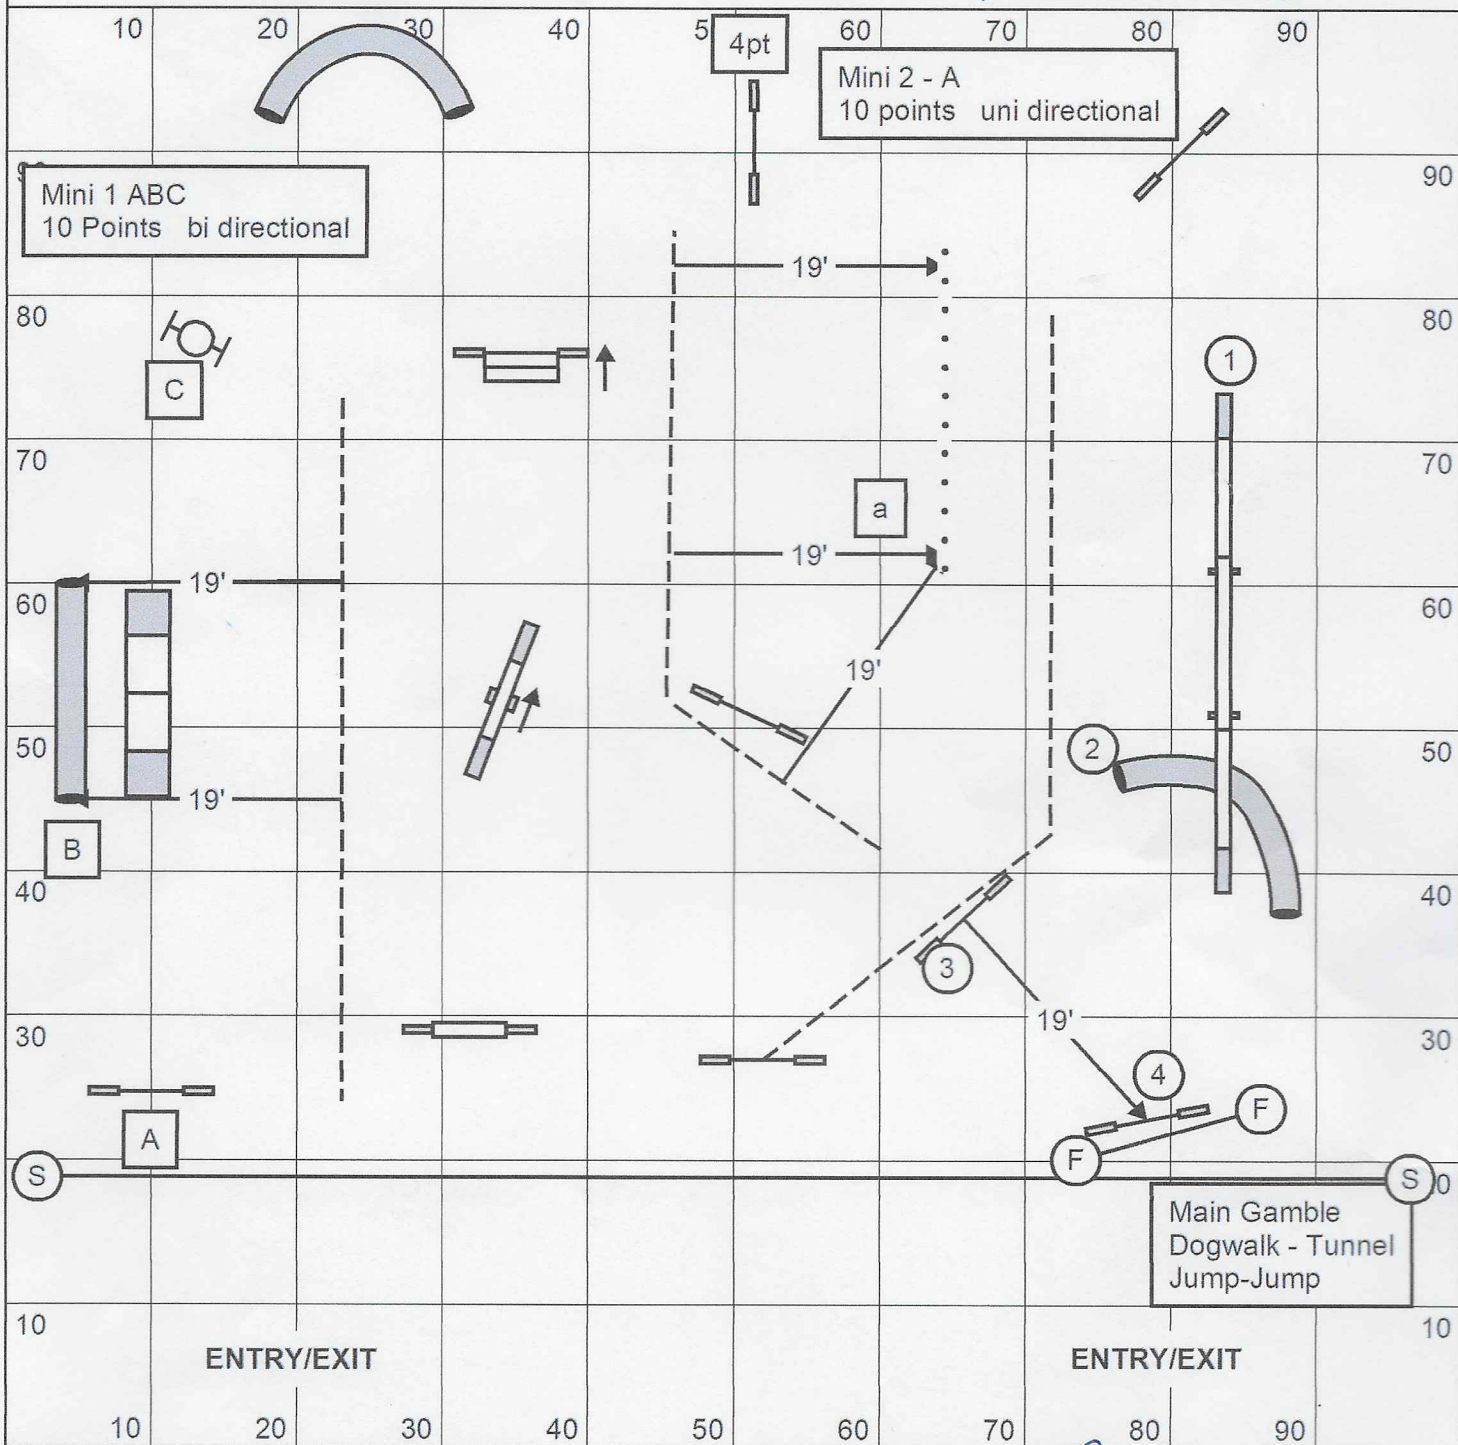 10 20 30 40 5 60 70 80 90
4pt
Mini 2 - A
10 points uni directional
90
Mini 1 ABC
10 Points bi directional
19'
80 80
C
1
70 70
a
19'
19'
60 60
19'
2
50 50
19'
B
40 40
3
19'
30 30
4
A
F
F
S
S
0
Main Gamble
Dogwalk - Tunnel
Jump-Jump
10 10
ENTRY/EXIT ENTRY/EXIT
10 20 30 40 50 60 70 80 90